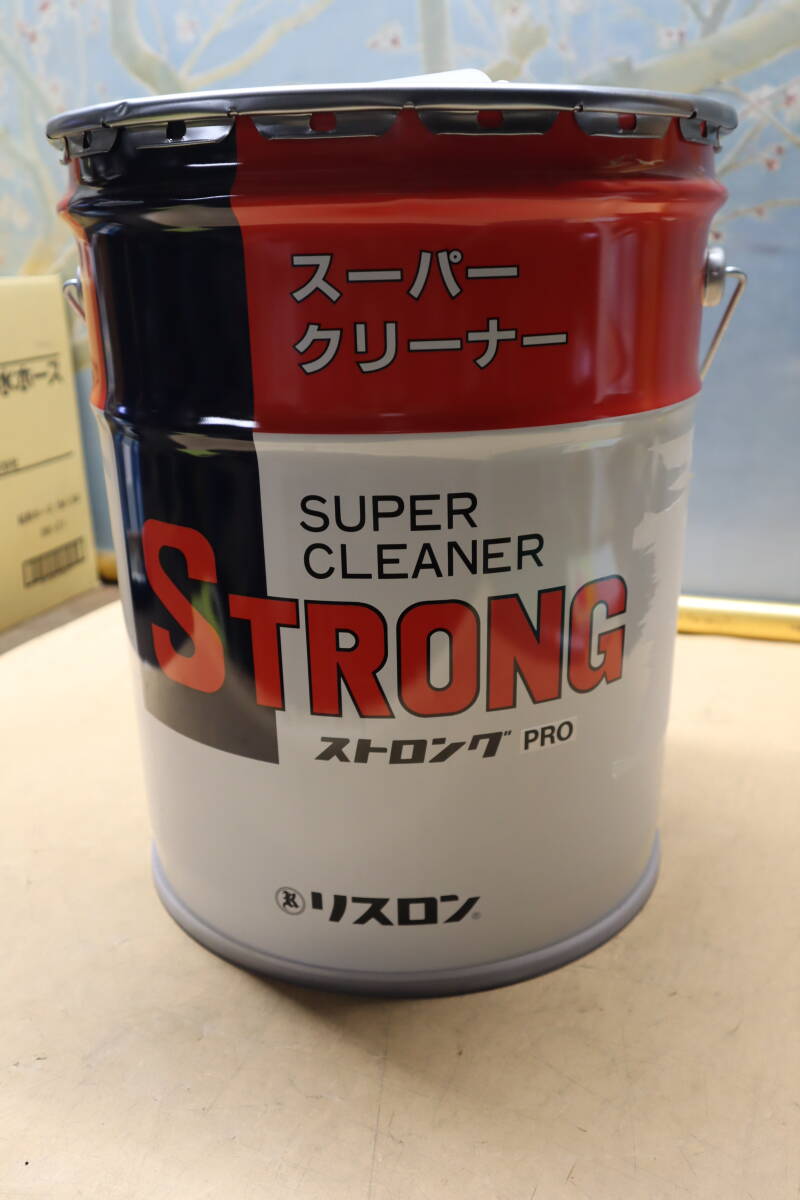 スーパー
クリーナー
SUPER
CLEANER
STRONG
ストロング PRO
リスロン®
水ホース